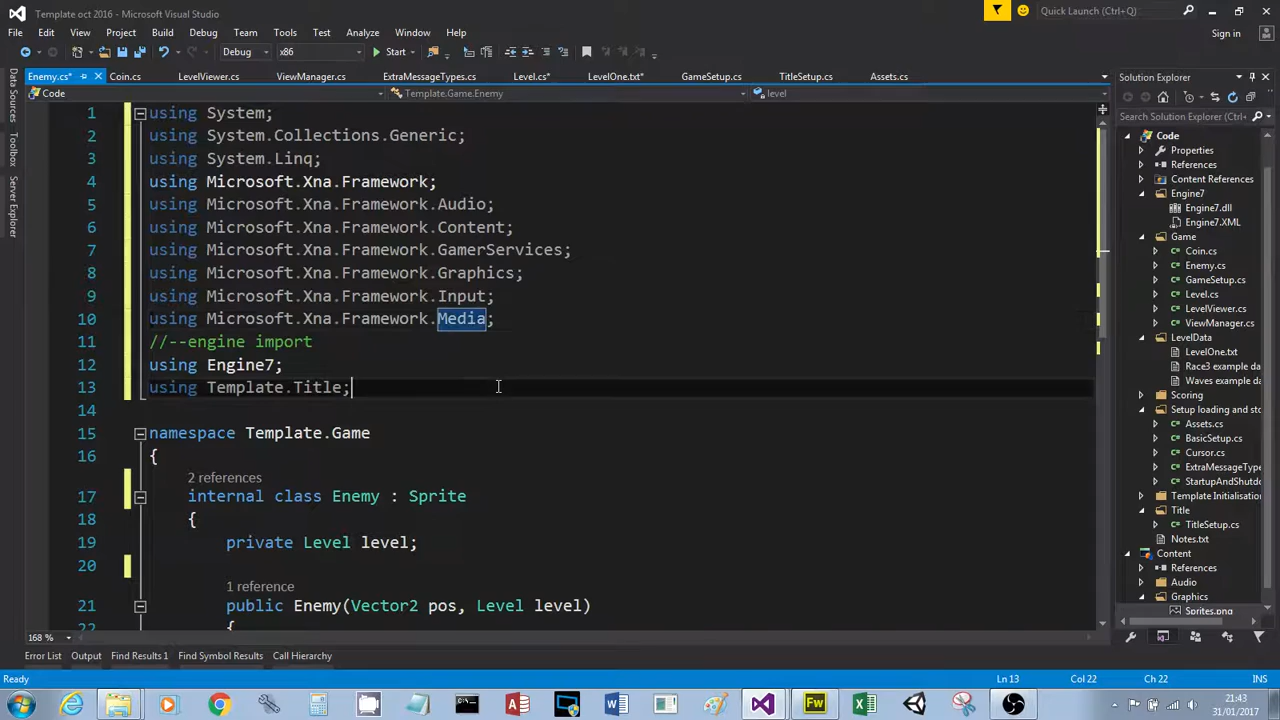 Template oct 2016 - Microsoft Visual Studio
Quick Launch (Ctrl+Q)
File Edit View Project Build Debug Team Tools Test Analyze Window Help
Sign in
Debug x86 Start
Enemy.cs* Coin.cs LevelViewer.cs ViewManager.cs ExtraMessageTypes.cs Level.cs* LevelOne.txt* GameSetup.cs TitleSetup.cs Assets.cs
Code Template.Game.Enemy level
Data Sources
Toolbox
Server Explorer
1 using System;
2 using System.Collections.Generic;
3 using System.Linq;
4 using Microsoft.Xna.Framework;
5 using Microsoft.Xna.Framework.Audio;
6 using Microsoft.Xna.Framework.Content;
7 using Microsoft.Xna.Framework.GamerServices;
8 using Microsoft.Xna.Framework.Graphics;
9 using Microsoft.Xna.Framework.Input;
10 using Microsoft.Xna.Framework.Media;
11 //--engine import
12 using Engine7;
13 using Template.Title;
14
15 namespace Template.Game
16 {
2 references
17 internal class Enemy : Sprite
18 {
19 private Level level;
20
1 reference
21 public Enemy(Vector2 pos, Level level)
22 {
168 %
Solution Explorer
Search Solution Explorer (Ctrl+
Code
Properties
References
Content References
Engine7
Engine7.dll
Engine7.XML
Game
Coin.cs
Enemy.cs
GameSetup.cs
Level.cs
LevelViewer.cs
ViewManager.cs
LevelData
LevelOne.txt
Race3 example da
Waves example da
Scoring
Setup loading and sto
Assets.cs
BasicSetup.cs
Cursor.cs
ExtraMessageType
StartupAndShutdo
Template Initialisation
Title
TitleSetup.cs
Notes.txt
Content
References
Audio
Graphics
Sprites.png
Error List Output Find Results 1 Find Symbol Results Call Hierarchy
Ready Ln 13 Col 22 Ch 22 INS
21:43
31/01/2017